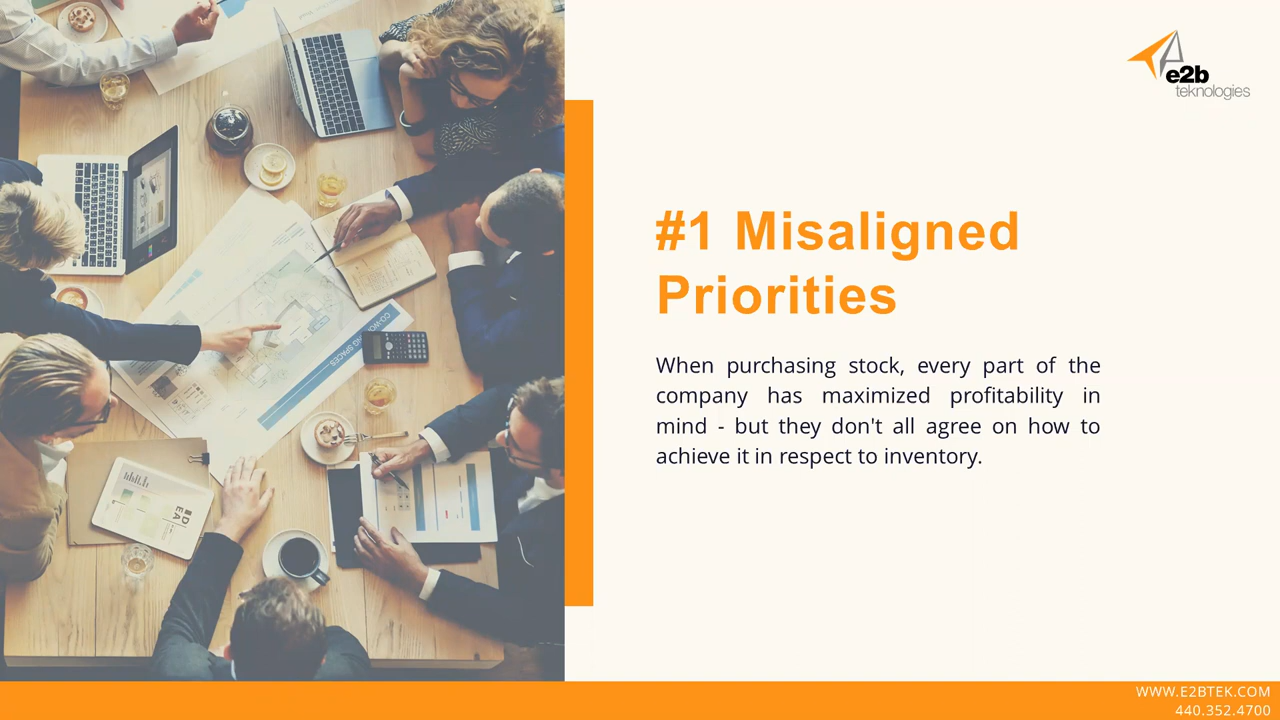 e2b
teknologies
#1 Misaligned
Priorities
When purchasing stock, every part of the
company has maximized profitability in
mind - but they don't all agree on how to
achieve it in respect to inventory.
WWW.E2BTEK.COM
440.352.4700